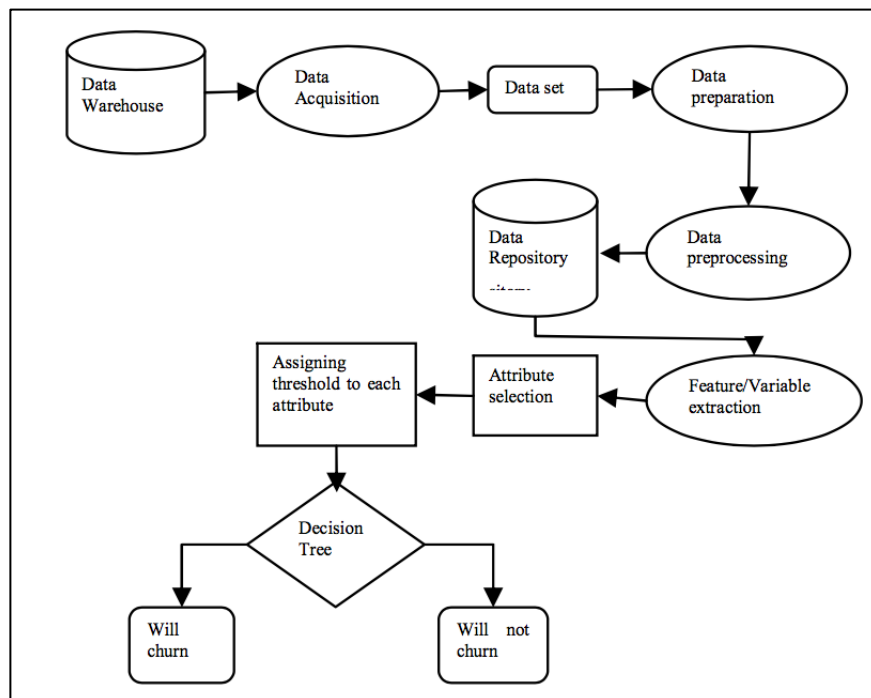 Data
Warehouse
Data
Acquisition
Data set
Data
preparation
Data
Repository
Data
preprocessing
Assigning
threshold to each
attribute
Attribute
selection
Feature/Variable
extraction
Decision
Tree
Will
churn
Will not
churn